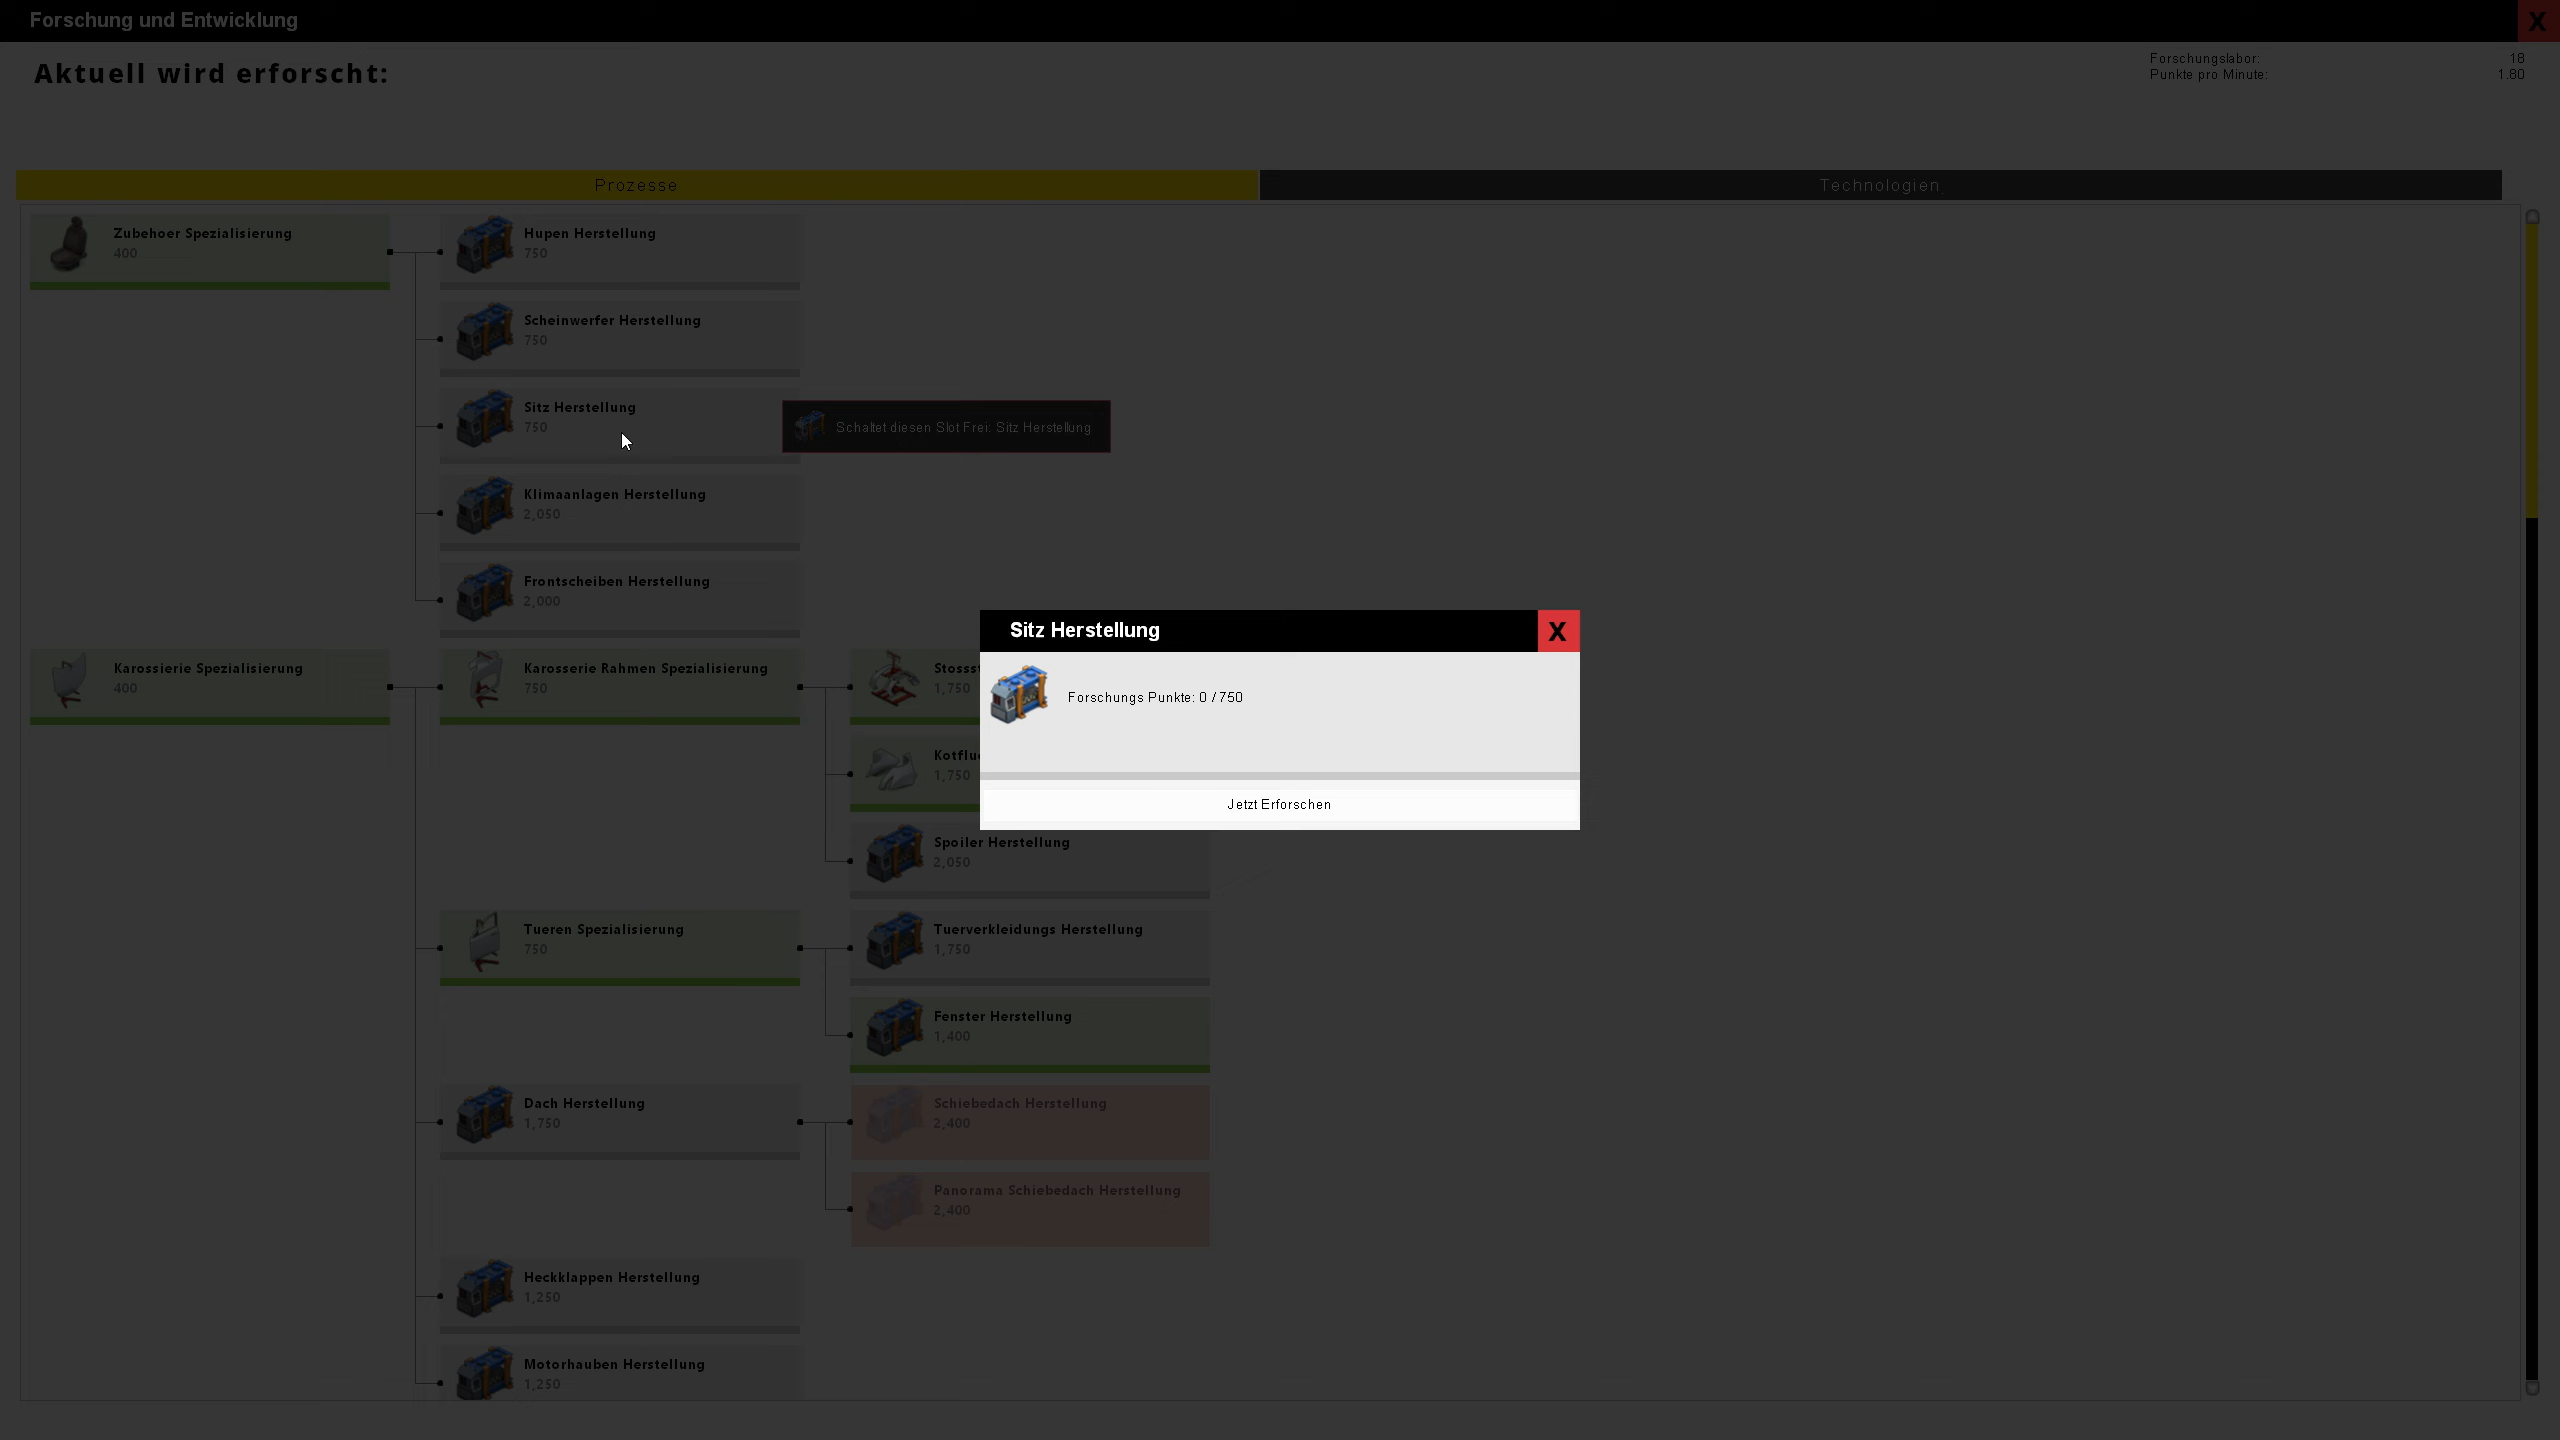 Forschung und Entwicklung
X
Aktuell wird erforscht:
Forschungslabor: 18
Punkte pro Minute: 1.80
Prozesse
Technologien
Zubehoer Spezialisierung
400
Hupen Herstellung
750
Scheinwerfer Herstellung
750
Sitz Herstellung
750
Schaltet diesen Slot Frei: Sitz Herstellung
Klimaanlagen Herstellung
2,050
Frontscheiben Herstellung
2,000
Sitz Herstellung
X
Forschungs Punkte: 0 / 750
Jetzt Erforschen
Karossierie Spezialisierung
400
Karosserie Rahmen Spezialisierung
750
Stosss
1,750
Kotflu
1,750
Spoiler Herstellung
2,050
Tueren Spezialisierung
750
Tuerverkleidungs Herstellung
1,750
Fenster Herstellung
1,400
Dach Herstellung
1,750
Schiebedach Herstellung
2,400
Panorama Schiebedach Herstellung
2,400
Heckklappen Herstellung
1,250
Motorhauben Herstellung
1,250